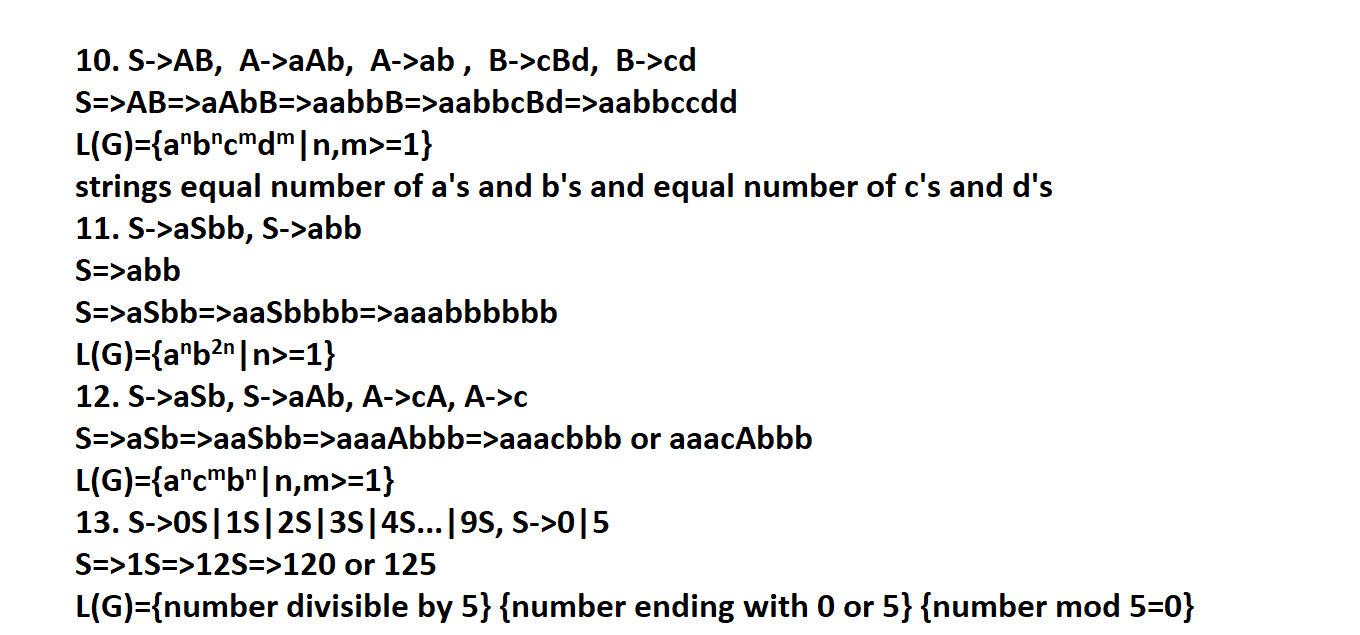 10. S->AB,  A->aAb,  A->ab ,  B->cBd,  B->cd
S=>AB=>aAbB=>aabbB=>aabbcBd=>aabbccdd
L(G)={aⁿbⁿcᵐdᵐ|n,m>=1}
strings equal number of a's and b's and equal number of c's and d's
11. S->aSbb, S->abb
S=>abb
S=>aSbb=>aaSbbbb=>aaabbbbbb
L(G)={aⁿb²ⁿ|n>=1}
12. S->aSb, S->aAb, A->cA, A->c
S=>aSb=>aaSbb=>aaaAbbb=>aaacbbb or aaacAbbb
L(G)={aⁿcᵐbⁿ|n,m>=1}
13. S->0S|1S|2S|3S|4S...|9S, S->0|5
S=>1S=>12S=>120 or 125
L(G)={number divisible by 5} {number ending with 0 or 5} {number mod 5=0}